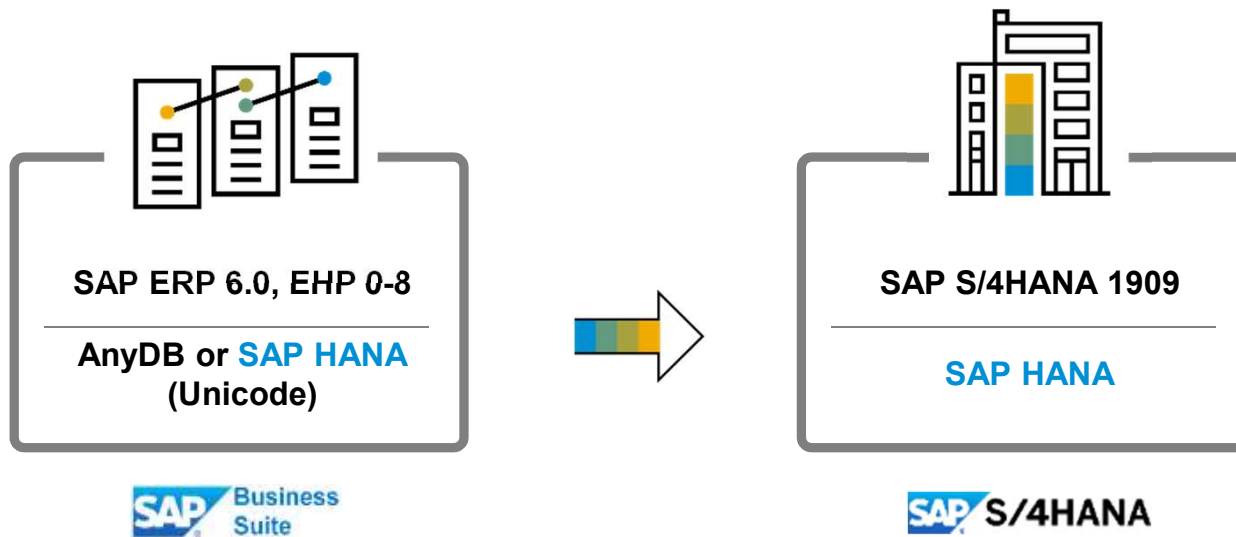 SAP ERP 6.0, EHP 0-8
AnyDB or SAP HANA
(Unicode)
SAP Business
Suite
SAP S/4HANA 1909
SAP HANA
SAP S/4HANA